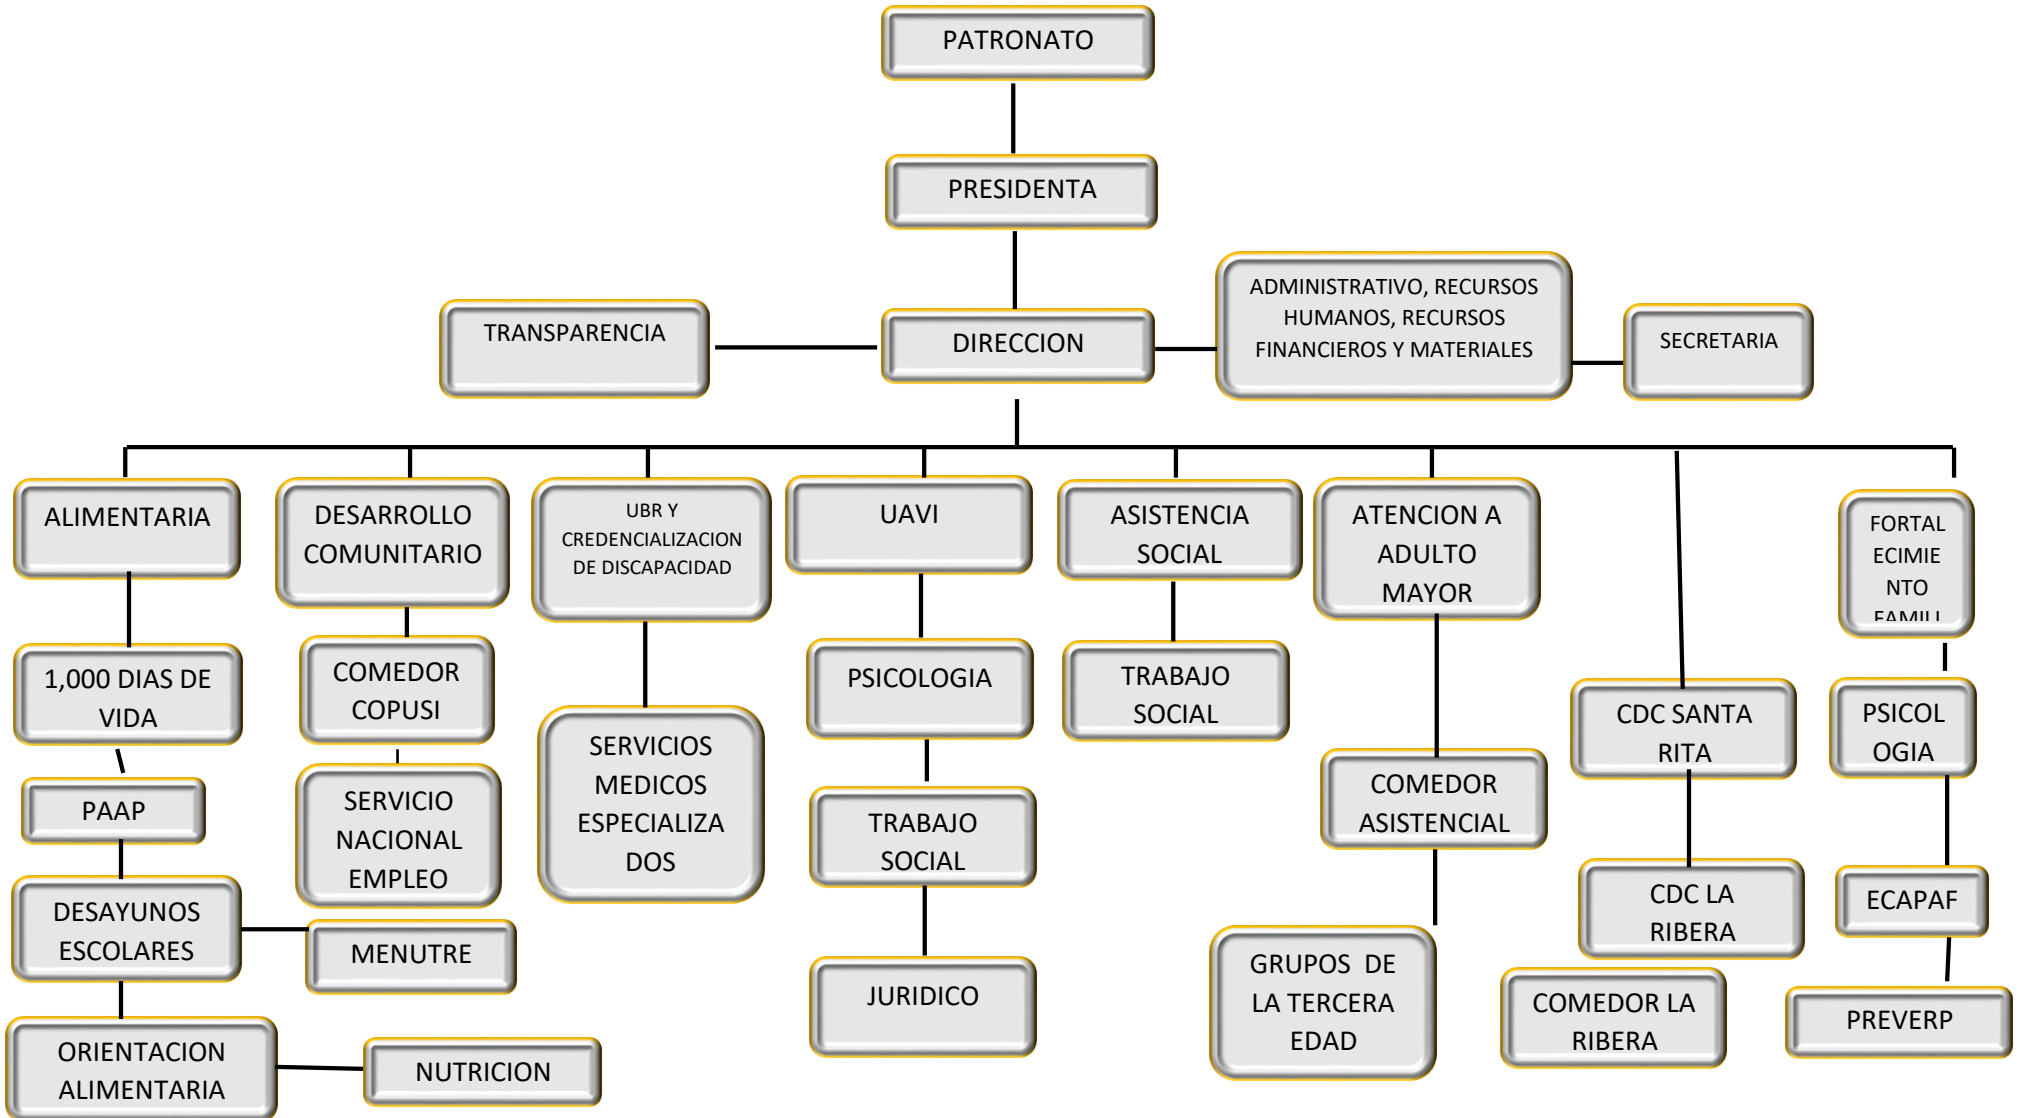 PATRONATO
PRESIDENTA
TRANSPARENCIA
DIRECCION
ADMINISTRATIVO, RECURSOS
HUMANOS, RECURSOS
FINANCIEROS Y MATERIALES
SECRETARIA
ALIMENTARIA
DESARROLLO
COMUNITARIO
UBR Y
CREDENCIALIZACION
DE DISCAPACIDAD
UAVI
ASISTENCIA
SOCIAL
ATENCION A
ADULTO
MAYOR
FORTAL
ECIMIE
NTO
FAMILI
1,000 DIAS DE
VIDA
COMEDOR
COPUSI
SERVICIOS
MEDICOS
ESPECIALIZA
DOS
PSICOLOGIA
TRABAJO
SOCIAL
COMEDOR
ASISTENCIAL
CDC SANTA
RITA
PSICOL
OGIA
PAAP
SERVICIO
NACIONAL
EMPLEO
TRABAJO
SOCIAL
CDC LA
RIBERA
ECAPAF
DESAYUNOS
ESCOLARES
MENUTRE
JURIDICO
GRUPOS  DE
LA TERCERA
EDAD
COMEDOR LA
RIBERA
PREVERP
ORIENTACION
ALIMENTARIA
NUTRICION